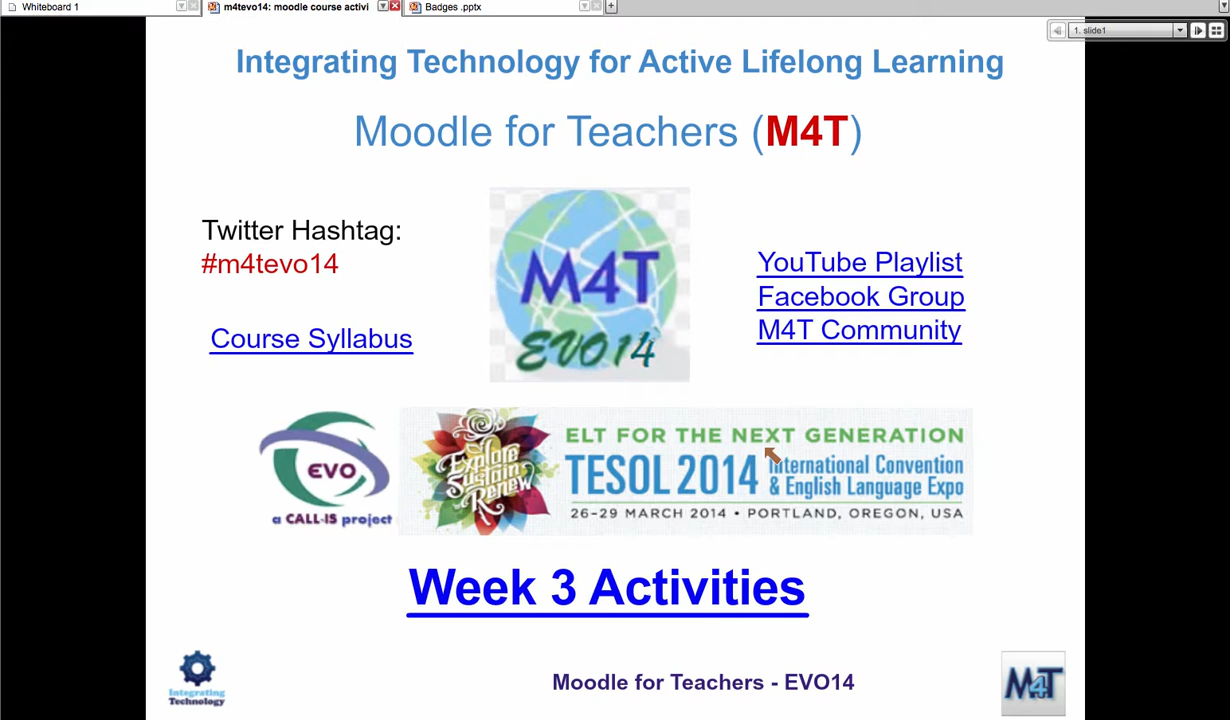 Whiteboard 1
m4tevo14: moodle course activi
Badges .pptx
1. slide1
Integrating Technology for Active Lifelong Learning
Moodle for Teachers (M4T)
Twitter Hashtag:
#m4tevo14
Course Syllabus
M4T
EVO14
YouTube Playlist
Facebook Group
M4T Community
EVO
a CALL-IS project
Explore
Sustain
Renew
ELT FOR THE NEXT GENERATION
TESOL 2014 International Convention
& English Language Expo
26–29 MARCH 2014 • PORTLAND, OREGON, USA
Week 3 Activities
Integrating
Technology
Moodle for Teachers - EVO14
M4T